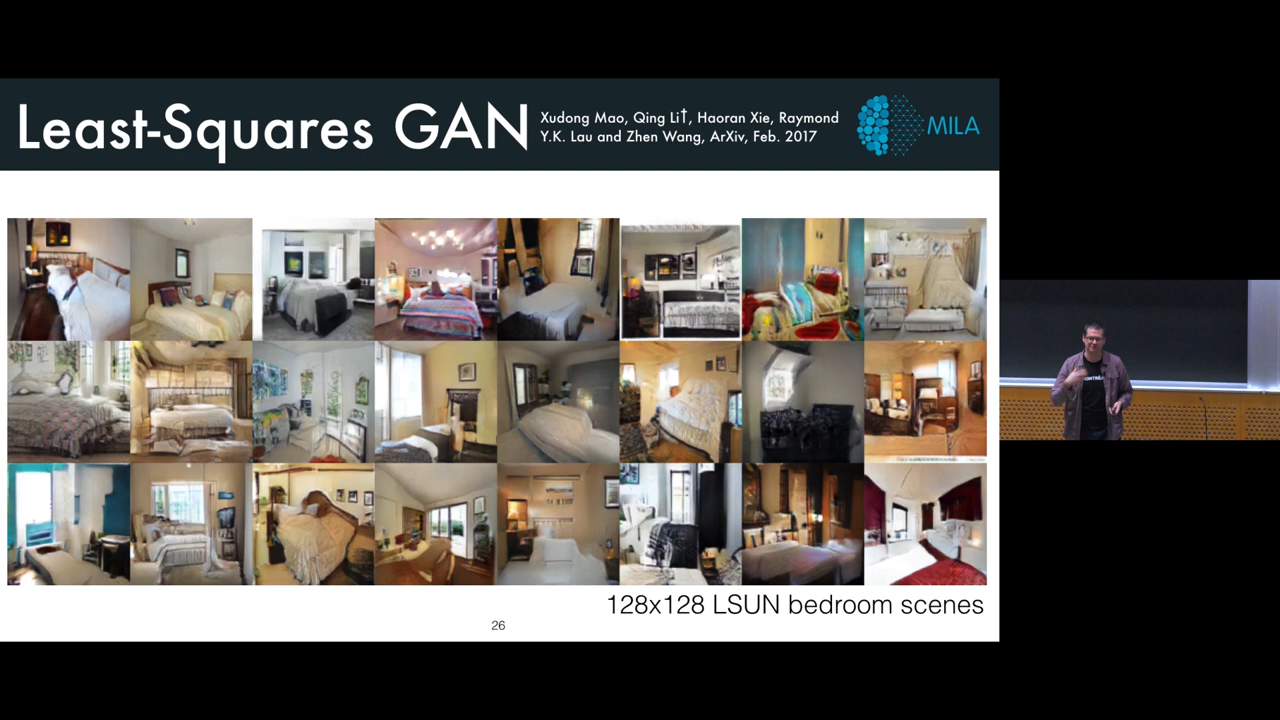 Least-Squares GAN
Xudong Mao, Qing Li†, Haoran Xie, Raymond
Y.K. Lau and Zhen Wang, ArXiv, Feb. 2017
MILA
128x128 LSUN bedroom scenes
26